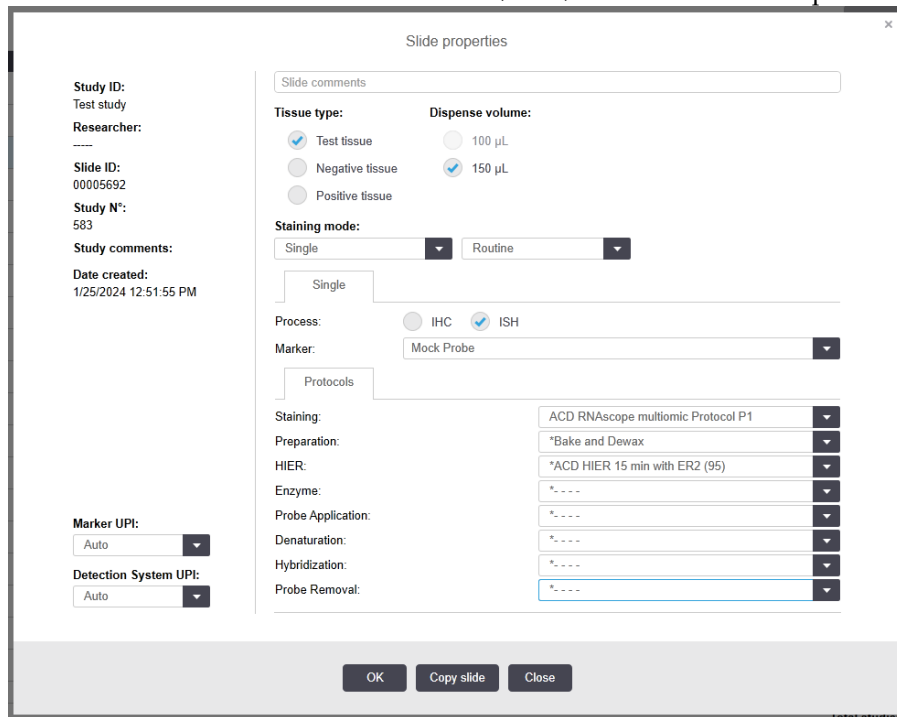 ×
Slide properties
Study ID:
Test study
Researcher:
-----
Slide ID:
00005692
Study N°:
583
Study comments:
Date created:
1/25/2024 12:51:55 PM
Marker UPI:
Auto
Detection System UPI:
Auto
Slide comments
Tissue type: Dispense volume:
Test tissue 100 µL
Negative tissue 150 µL
Positive tissue
Staining mode:
Single Routine
Single
Process: IHC ISH
Marker: Mock Probe
Protocols
Staining: ACD RNAscope multiomic Protocol P1
Preparation: *Bake and Dewax
HIER: *ACD HIER 15 min with ER2 (95)
Enzyme: *- - - -
Probe Application: *- - - -
Denaturation: *- - - -
Hybridization: *- - - -
Probe Removal: *- - - -
OK Copy slide Close